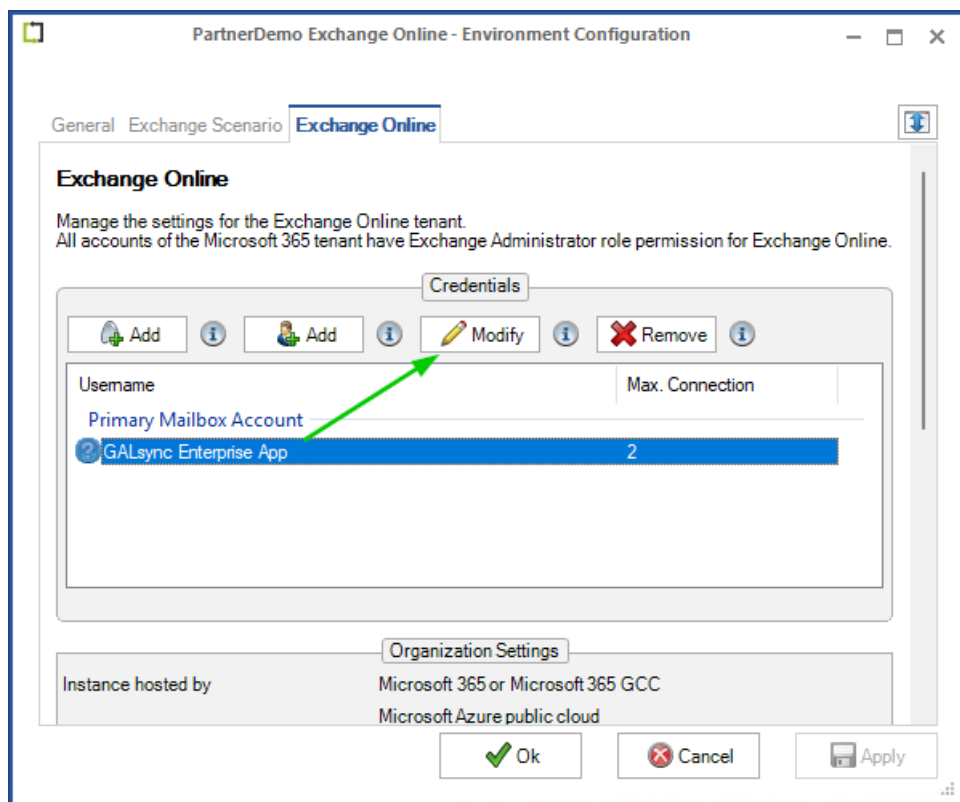 PartnerDemo Exchange Online - Environment Configuration
General Exchange Scenario Exchange Online
Exchange Online
Manage the settings for the Exchange Online tenant.
All accounts of the Microsoft 365 tenant have Exchange Administrator role permission for Exchange Online.
Credentials
Add Add Modify Remove
Username Max. Connection
Primary Mailbox Account
GALsync Enterprise App 2
Organization Settings
Instance hosted by Microsoft 365 or Microsoft 365 GCC
Microsoft Azure public cloud
Ok Cancel Apply